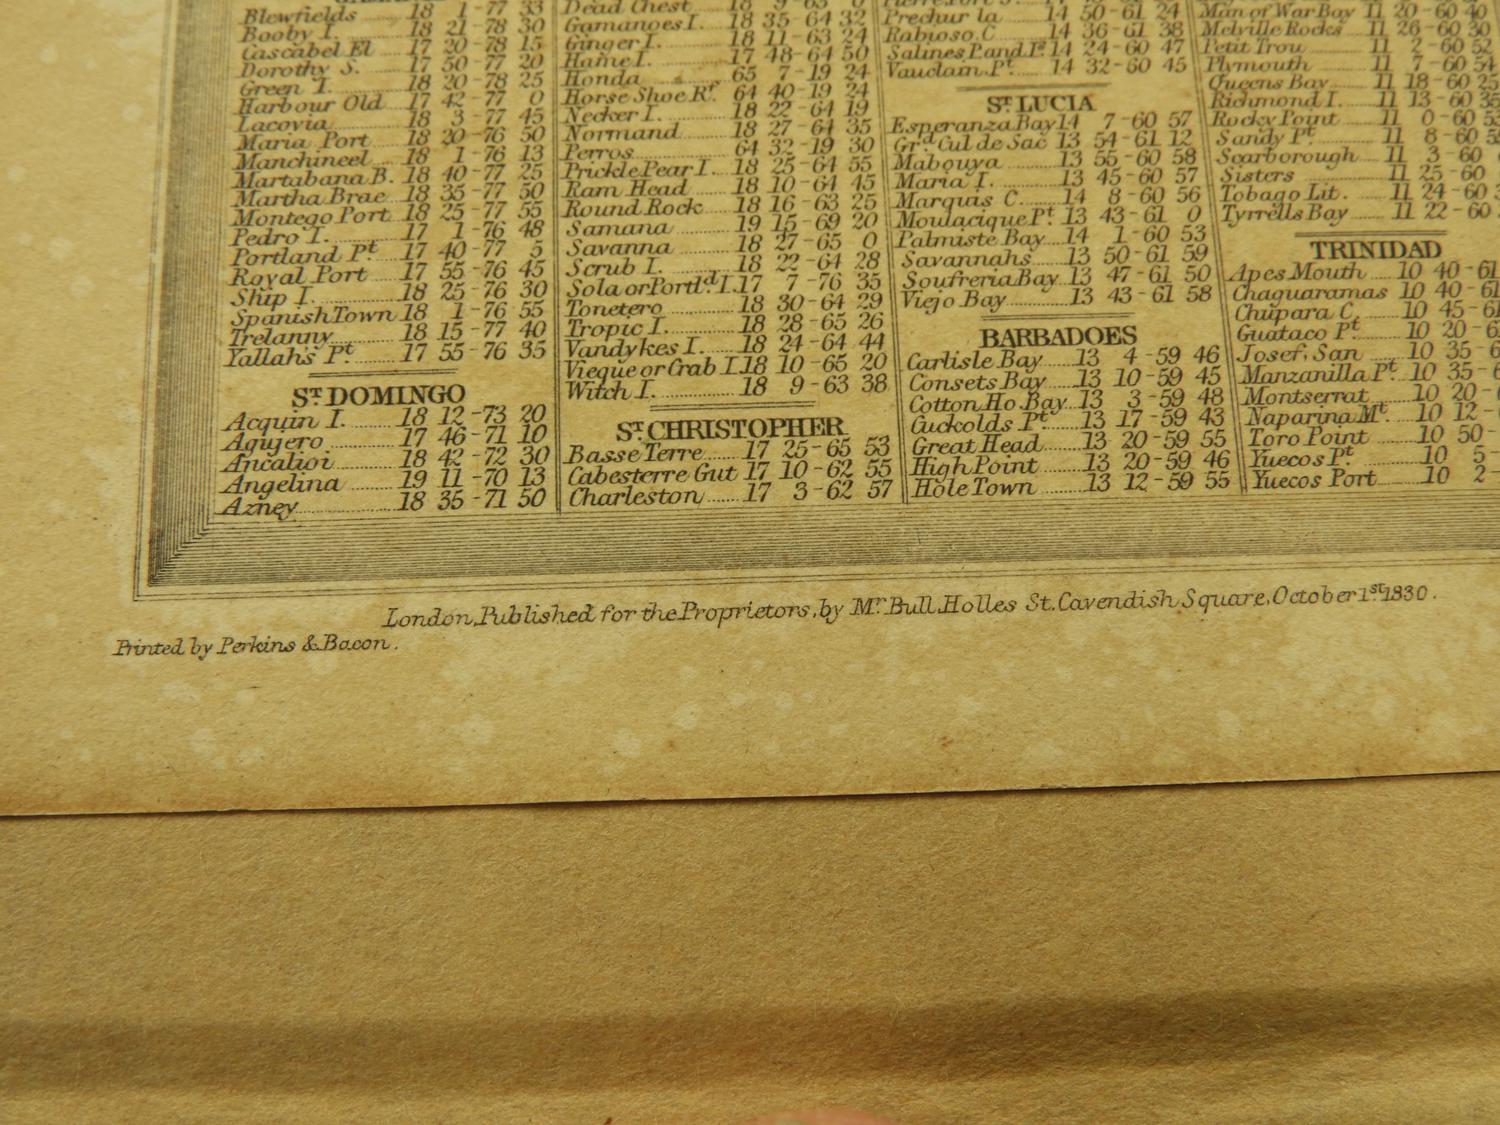 Blewfields 18 1-77 33
Booby I. 18 21-78 30
Cascabel El 17 20-78 15
Dorothy S. 17 50-77 20
Green I. 18 20-78 25
Harbour Old 17 42-77 0
Lacovia 18 3-77 45
Maria Port 18 20-76 50
Manchineel 18 1-76 13
Martabana B. 18 40-77 25
Martha Brae 18 35-77 50
Montego Port 18 25-77 55
Pedro I. 17 1-76 48
Portland Pt. 17 40-77 5
Royal Port 17 55-76 45
Ship I. 18 25-76 30
Spanish Town 18 1-76 55
Trelanny 18 15-77 40
Yallahs Pt. 17 55-76 35
ST. DOMINGO
Acquin I. 18 12-73 20
Aguyero 17 46-71 10
Ancalioi 18 42-72 30
Angelina 19 11-70 13
Azney 18 35-71 50
Dead Chest 18
Gamanoes I. 18 35-64 32
Ginger I. 18 11-63 24
Hame I. 17 48-64 50
Honda 65 7-19 24
Horse Shoe Rf. 64 40-19 24
Necker I. 18 22-64 19
Normand 18 27-64 35
Perros 64 32-19 30
Prickle Pear I. 18 25-64 55
Ram Head 18 10-64 45
Round Rock 18 16-63 25
Samana 19 15-69 20
Savanna 18 27-65 0
Scrub I. 18 22-64 28
Sola or Portld. I. 17 7-76 35
Tonetero 18 30-64 29
Tropic I. 18 28-65 26
Vandykes I. 18 24-64 44
Vieque or Crab I. 18 10-65 20
Witch I. 18 9-63 38
ST. CHRISTOPHER
Basse Terre 17 25-65 53
Cabesterre Gut 17 10-62 55
Charleston 17 3-62 57
Prechur la 14 50-61 24
Rabioso C 14 36-61 38
Salines P and Pt. 14 24-60 47
Vauclam Pt. 14 32-60 45
ST. LUCIA
Esperanza Bay 14 7-60 57
Grd. Cul de Sac 13 54-61 12
Mabouya 13 55-60 58
Maria I. 13 45-60 57
Marquis C. 14 8-60 56
Moulacique Pt. 13 43-61 0
Palmiste Bay 14 1-60 53
Savannahs 13 50-61 59
Soufreria Bay 13 47-61 50
Viejo Bay 13 43-61 58
BARBADOES
Carlisle Bay 13 4-59 46
Consets Bay 13 10-59 45
Cotton Ho. Bay 13 3-59 48
Cuckolds Pt. 13 17-59 43
Great Head 13 20-59 55
High Point 13 20-59 46
Hole Town 13 12-59 55
Man of War Bay 11 20-60 40
Melville Rocks 11 26-60 30
Petit Trou 11 2-60 52
Plymouth 11 7-60 54
Queens Bay 11 18-60 25
Richmond I. 11 13-60 35
Rocky Point 11 0-60
Sandy Pt. 11 8-60
Scarborough 11 3-60
Sisters 11 25-60
Tobago Lit. 11 24-60
Tyrrells Bay 11 22-60
TRINIDAD
Apes Mouth 10 40-61
Chaguaramas 10 40-61
Chupara C. 10 45-61
Guataco Pt. 10 20-6
Josef, San 10 35-6
Manzanilla Pt. 10 35-6
Montserrat 10 20-
Naparina Mt. 10 12-
Toro Point 10 50-
Yuecos Pt. 10 5-
Yuecos Port 10 2-
London, Published for the Proprietors, by Mr. Bull, Holles St. Cavendish Square, October 1st. 1830.
Printed by Perkins & Bacon.